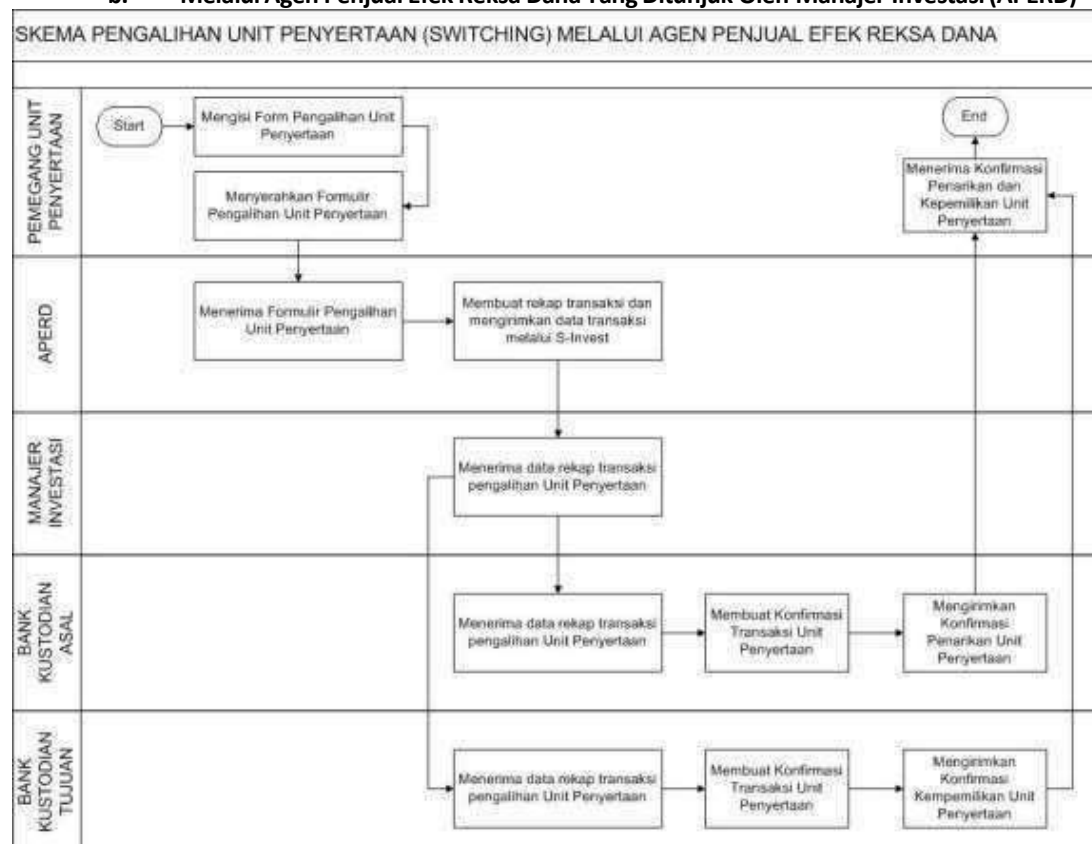 b. Melalui Agen Penjual Efek Reksa Dana Yang Ditunjuk Oleh Manajer Investasi (APERD)
SKEMA PENGALIHAN UNIT PENYERTAAN (SWITCHING) MELALUI AGEN PENJUAL EFEK REKSA DANA
PEMEGANG UNIT
PENYERTAAN
Start
Mengisi Form Pengalihan Unit
Penyertaan
Menyerahkan Formulir
Pengalihan Unit Penyertaan
End
Menerima Konfirmasi
Penarikan dan
Kepemilikan Unit
Penyertaan
APERD
Menerima Formulir Pengalihan
Unit Penyertaan
Membuat rekap transaksi dan
mengirimkan data transaksi
melalui S-Invest
MANAJER
INVESTASI
Menerima data rekap transaksi
pengalihan Unit Penyertaan
BANK
KUSTODIAN
ASAL
Menerima data rekap transaksi
pengalihan Unit Penyertaan
Membuat Konfirmasi
Transaksi Unit
Penyertaan
Mengirimkan
Konfirmasi
Penarikan Unit
Penyertaan
BANK
KUSTODIAN
TUJUAN
Menerima data rekap transaksi
pengalihan Unit Penyertaan
Membuat Konfirmasi
Transaksi Unit
Penyertaan
Mengirimkan
Konfirmasi
Kempemilikan Unit
Penyertaan